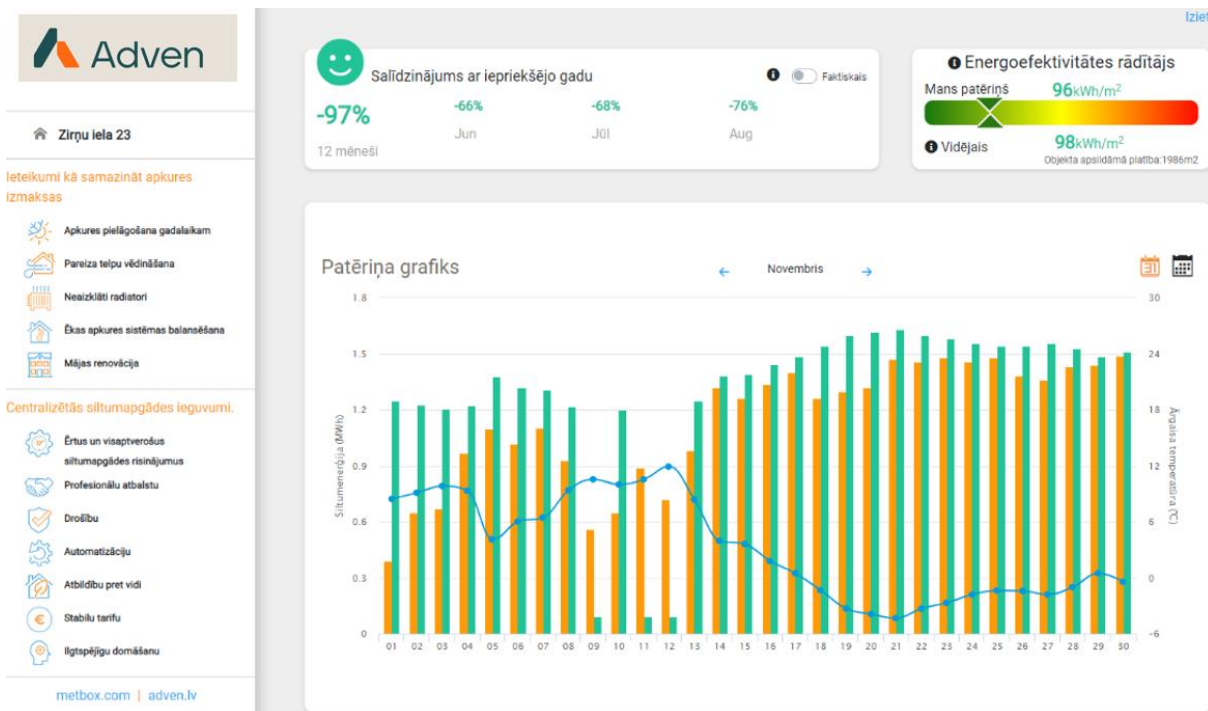 Adven
Zirņu iela 23
Ieteikumi kā samazināt apkures
izmaksas
Apkures pielāgošana gadalaikam
Pareiza telpu vēdināšana
Neaizklāti radiatori
Ēkas apkures sistēmas balansēšana
Mājas renovācija
Centralizētās siltumapgādes ieguvumi.
Ērtus un visaptverošus
siltumapgādes risinājumus
Profesionālu atbalstu
Drošību
Automatizāciju
Atbildību pret vidi
Stabilu tarifu
Ilgtspējīgu domāšanu
metbox.com | adven.lv
Iziet
Salīdzinājums ar iepriekšējo gadu
Faktiskais
-97% -66% -68% -76%
12 mēneši Jun Jūl Aug
Energoefektivitātes rādītājs
Mans patēriņš 96kWh/m²
Vidējais 98kWh/m²
Objekta apsildāmā platība:1986m2
Patēriņa grafiks
← Novembris →
31
Siltumenerģija (MWh)
1.8
1.5
1.2
0.9
0.6
0.3
0
30
24
18
12
6
0
-6
Ārgaisa temperatūra (℃)
01 02 03 04 05 06 07 08 09 10 11 12 13 14 15 16 17 18 19 20 21 22 23 24 25 26 27 28 29 30